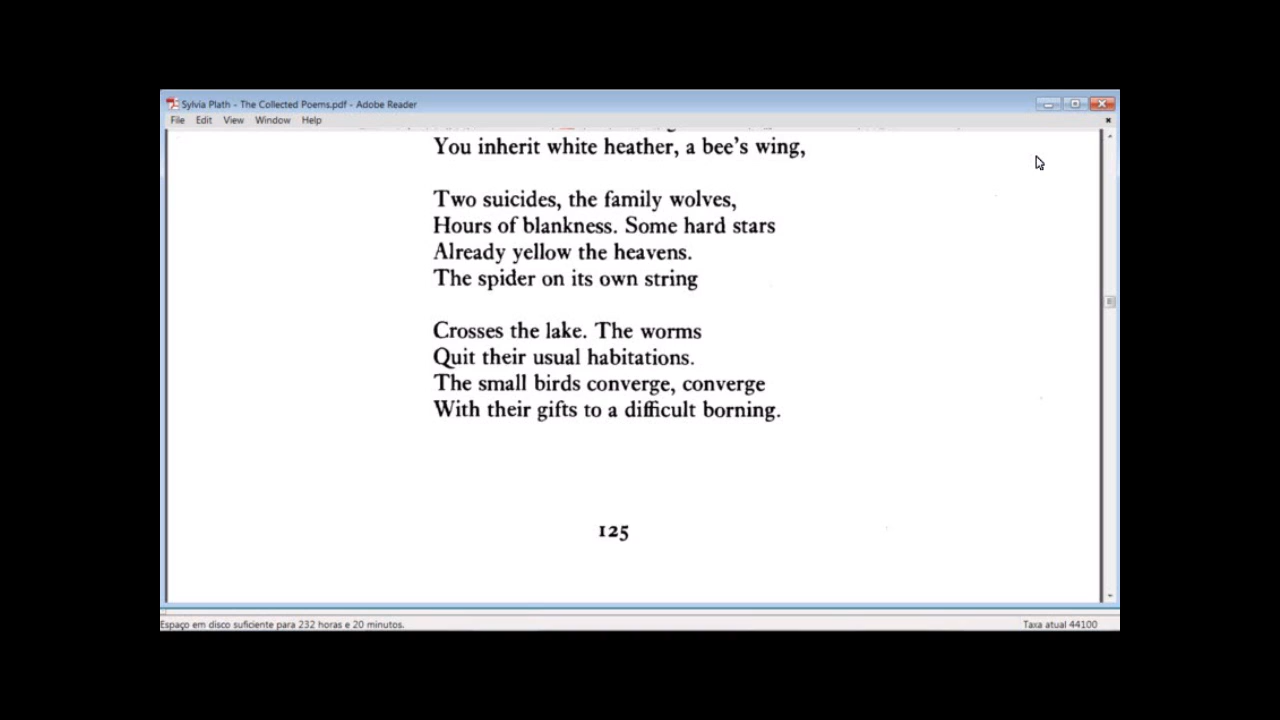 Sylvia Plath - The Collected Poems.pdf - Adobe Reader
File Edit View Window Help
You inherit white heather, a bee's wing,
Two suicides, the family wolves,
Hours of blankness. Some hard stars
Already yellow the heavens.
The spider on its own string
Crosses the lake. The worms
Quit their usual habitations.
The small birds converge, converge
With their gifts to a difficult borning.
125
Espaço em disco suficiente para 232 horas e 20 minutos. Taxa atual 44100